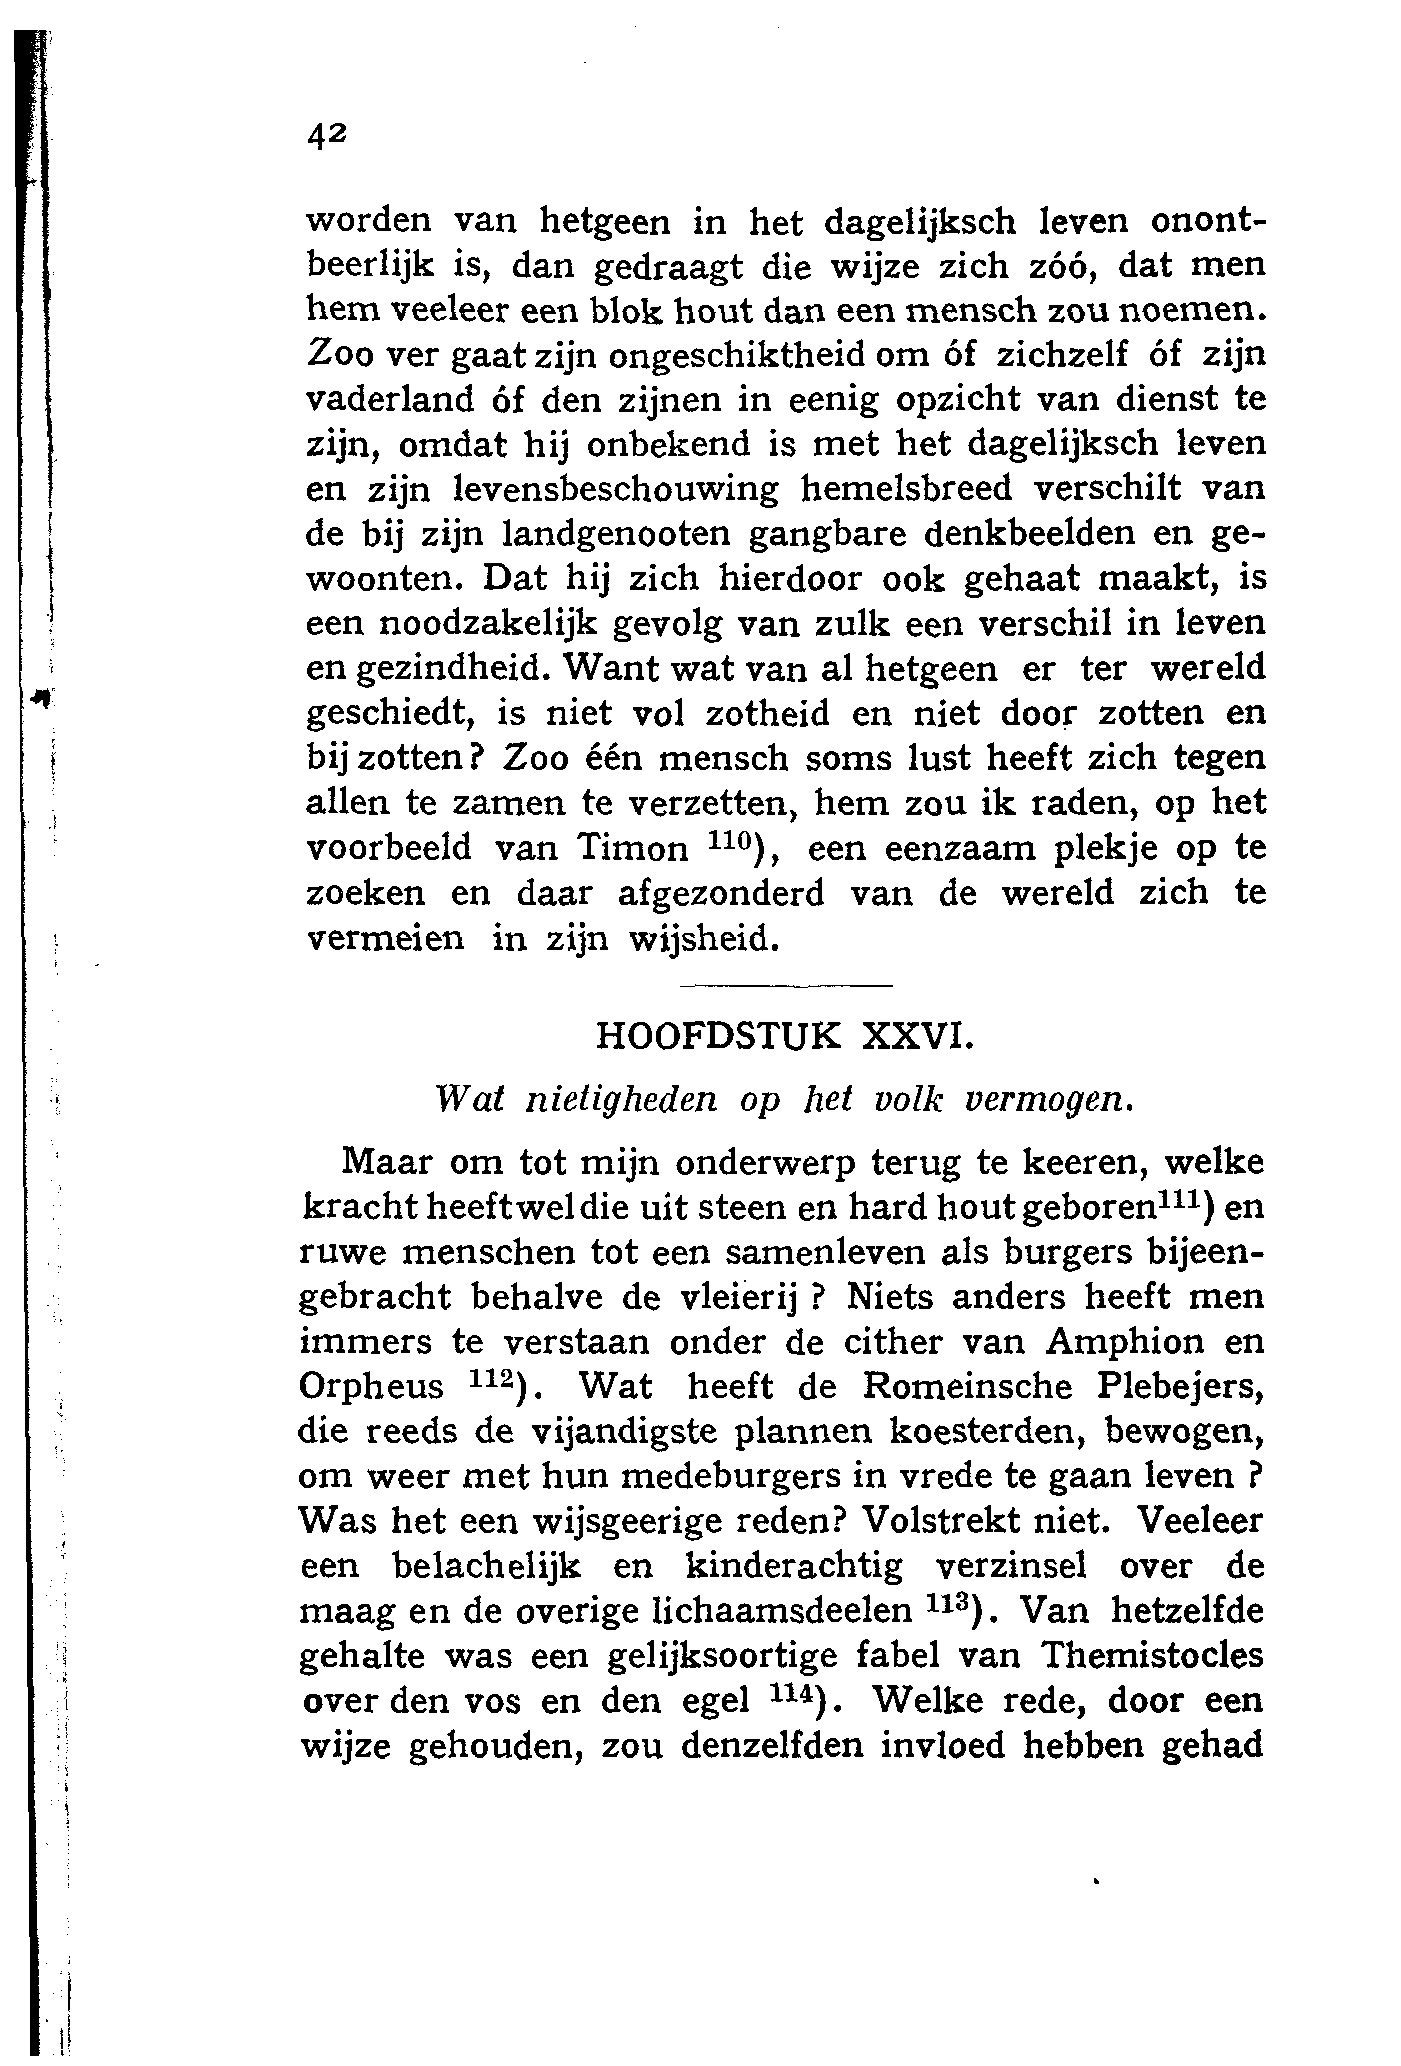 42
worden van hetgeen in het dagelijksch leven onont-
beerlijk is, dan gedraagt die wijze zich zóó, dat men
hem veeleer een blok hout dan een mensch zou noemen.
Zoo ver gaat zijn ongeschiktheid om óf zichzelf óf zijn
vaderland óf den zijnen in eenig opzicht van dienst te
zijn, omdat hij onbekend is met het dagelijksch leven
en zijn levensbeschouwing hemelsbreed verschilt van
de bij zijn landgenooten gangbare denkbeelden en ge-
woonten. Dat hij zich hierdoor ook gehaat maakt, is
een noodzakelijk gevolg van zulk een verschil in leven
en gezindheid. Want wat van al hetgeen er ter wereld
geschiedt, is niet vol zotheid en niet door zotten en
bij zotten? Zoo één mensch soms lust heeft zich tegen
allen te zamen te verzetten, hem zou ik raden, op het
voorbeeld van Timon ¹¹⁰), een eenzaam plekje op te
zoeken en daar afgezonderd van de wereld zich te
vermeien in zijn wijsheid.
HOOFDSTUK XXVI.
Wat nietigheden op het volk vermogen.
Maar om tot mijn onderwerp terug te keeren, welke
kracht heeft wel die uit steen en hard hout geboren¹¹¹) en
ruwe menschen tot een samenleven als burgers bijeen-
gebracht behalve de vleierij ? Niets anders heeft men
immers te verstaan onder de cither van Amphion en
Orpheus ¹¹²). Wat heeft de Romeinsche Plebejers,
die reeds de vijandigste plannen koesterden, bewogen,
om weer met hun medeburgers in vrede te gaan leven ?
Was het een wijsgeerige reden? Volstrekt niet. Veeleer
een belachelijk en kinderachtig verzinsel over de
maag en de overige lichaamsdeelen ¹¹³). Van hetzelfde
gehalte was een gelijksoortige fabel van Themistocles
over den vos en den egel ¹¹⁴). Welke rede, door een
wijze gehouden, zou denzelfden invloed hebben gehad